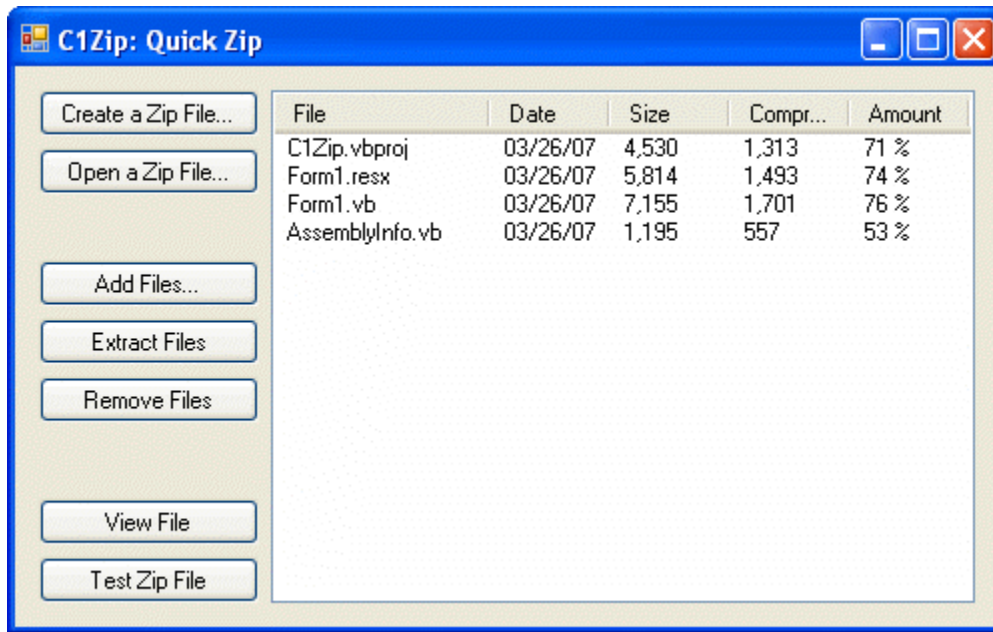 C1Zip: Quick Zip
Create a Zip File...
Open a Zip File...
Add Files...
Extract Files
Remove Files
View File
Test Zip File
File Date Size Compr... Amount
C1Zip.vbproj 03/26/07 4,530 1,313 71 %
Form1.resx 03/26/07 5,814 1,493 74 %
Form1.vb 03/26/07 7,155 1,701 76 %
AssemblyInfo.vb 03/26/07 1,195 557 53 %